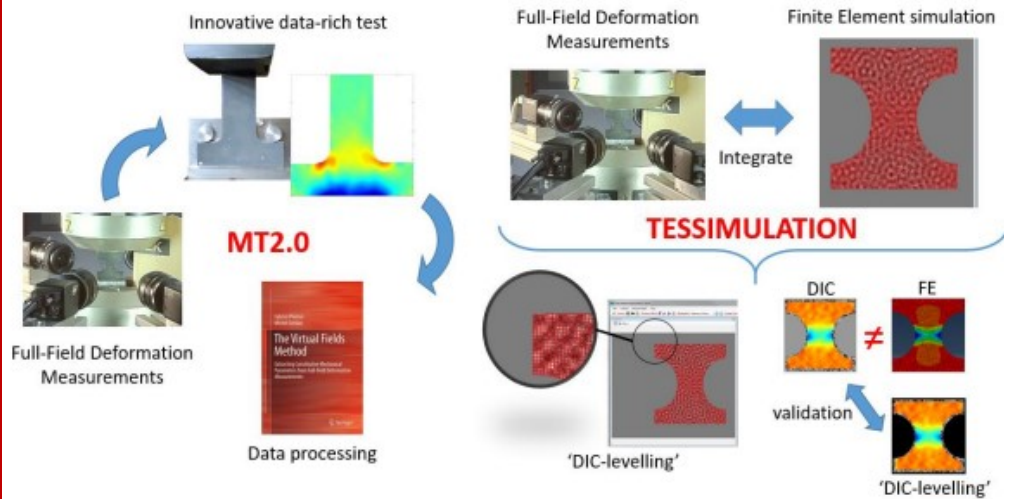 Innovative data-rich test
MT2.0
Full-Field Deformation
Measurements
The Virtual Fields
Method
Springer
Data processing
Full-Field Deformation
Measurements
Finite Element simulation
Integrate
TESSIMULATION
'DIC-levelling'
DIC
FE
≠
validation
'DIC-levelling'